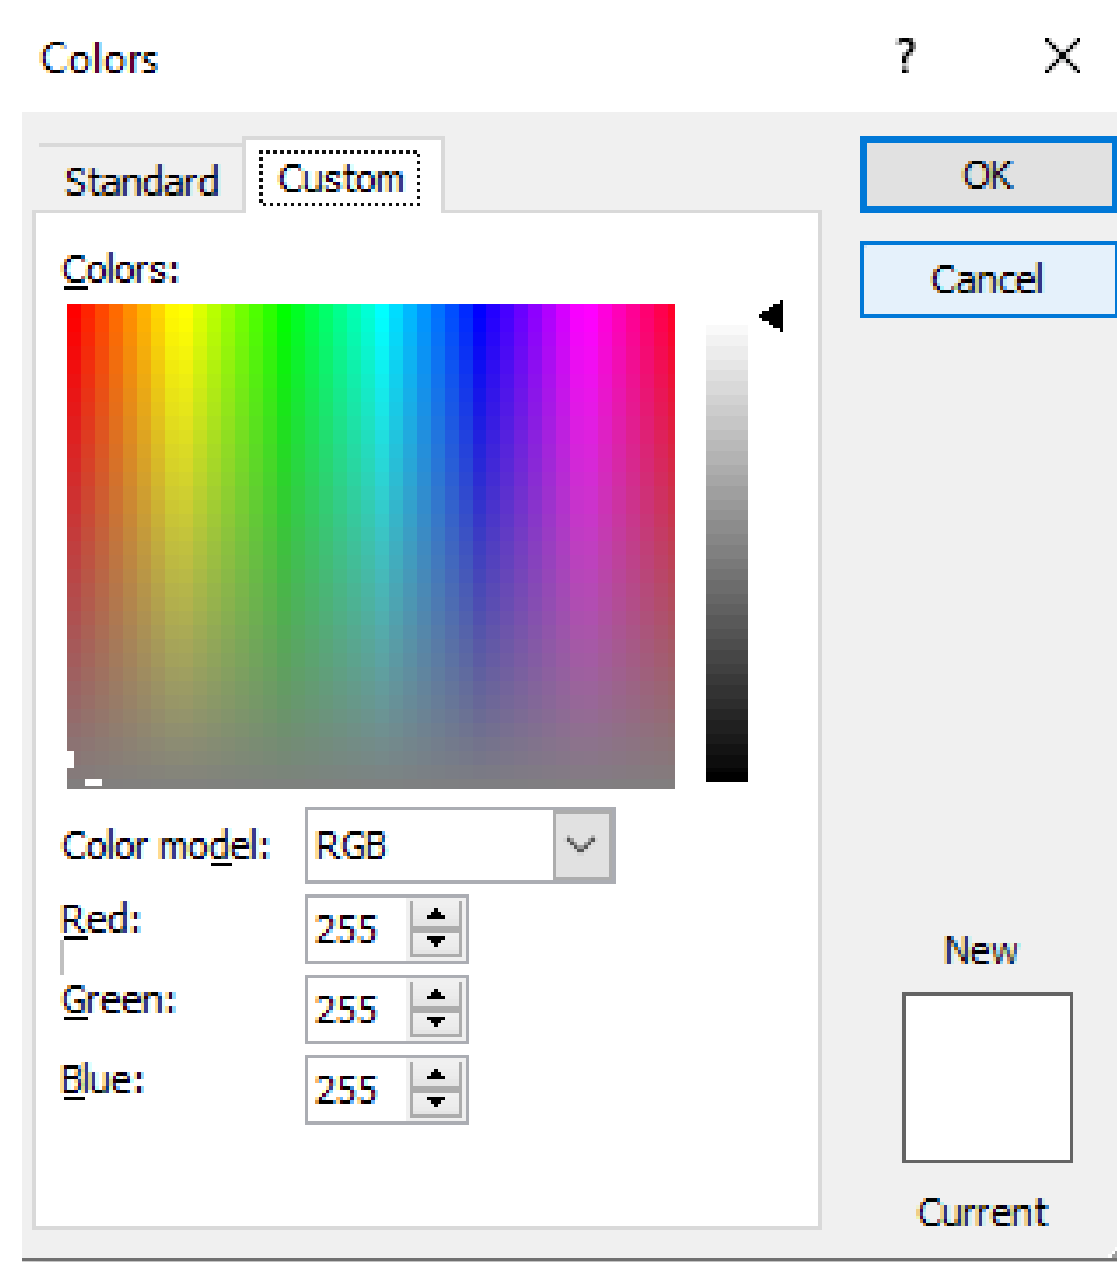 Colors ?
Standard Custom OK
Colors: Cancel
Color model: RGB
Red: 255
Green: 255
Blue: 255
New
Current